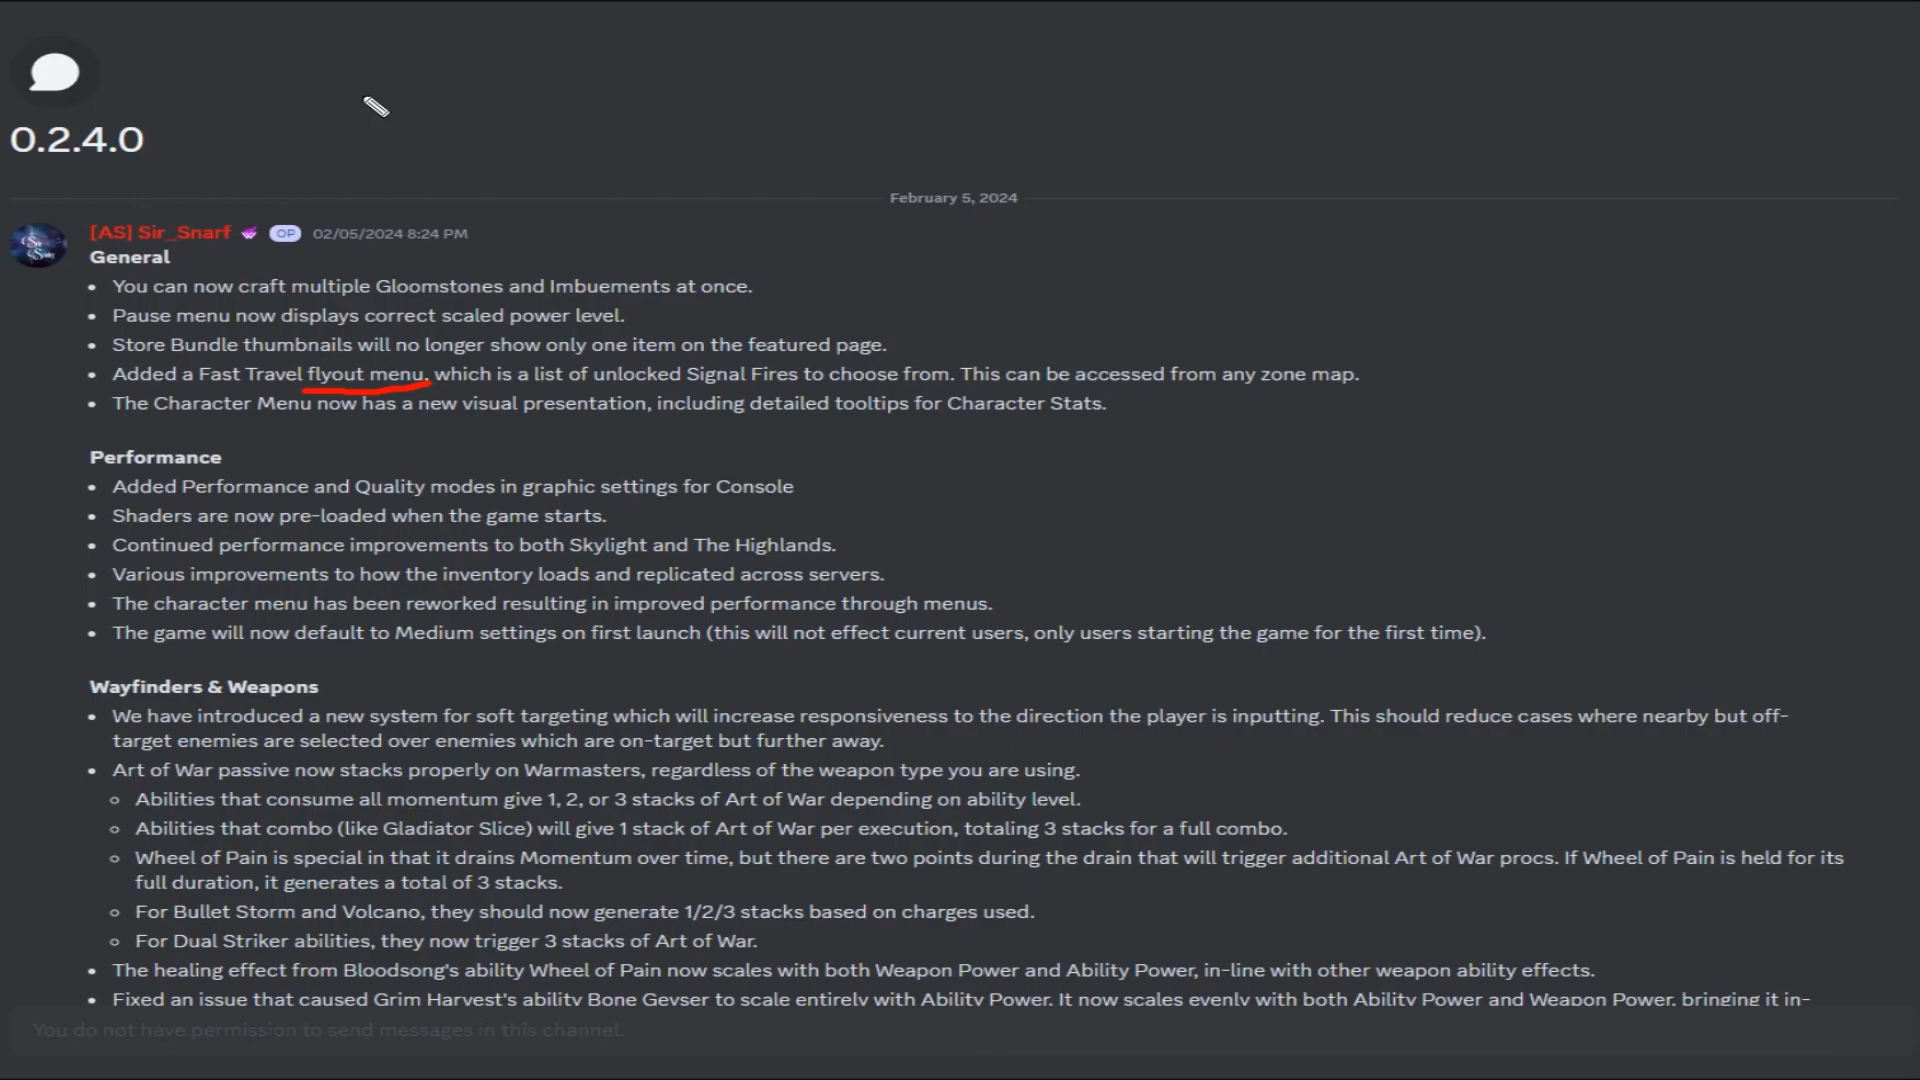 0.2.4.0
February 5, 2024
[AS] Sir_Snarf OP 02/05/2024 8:24 PM
General
• You can now craft multiple Gloomstones and Imbuements at once.
• Pause menu now displays correct scaled power level.
• Store Bundle thumbnails will no longer show only one item on the featured page.
• Added a Fast Travel flyout menu, which is a list of unlocked Signal Fires to choose from. This can be accessed from any zone map.
• The Character Menu now has a new visual presentation, including detailed tooltips for Character Stats.
Performance
• Added Performance and Quality modes in graphic settings for Console
• Shaders are now pre-loaded when the game starts.
• Continued performance improvements to both Skylight and The Highlands.
• Various improvements to how the inventory loads and replicated across servers.
• The character menu has been reworked resulting in improved performance through menus.
• The game will now default to Medium settings on first launch (this will not effect current users, only users starting the game for the first time).
Wayfinders & Weapons
• We have introduced a new system for soft targeting which will increase responsiveness to the direction the player is inputting. This should reduce cases where nearby but off-
target enemies are selected over enemies which are on-target but further away.
• Art of War passive now stacks properly on Warmasters, regardless of the weapon type you are using.
◦ Abilities that consume all momentum give 1, 2, or 3 stacks of Art of War depending on ability level.
◦ Abilities that combo (like Gladiator Slice) will give 1 stack of Art of War per execution, totaling 3 stacks for a full combo.
◦ Wheel of Pain is special in that it drains Momentum over time, but there are two points during the drain that will trigger additional Art of War procs. If Wheel of Pain is held for its
full duration, it generates a total of 3 stacks.
◦ For Bullet Storm and Volcano, they should now generate 1/2/3 stacks based on charges used.
◦ For Dual Striker abilities, they now trigger 3 stacks of Art of War.
• The healing effect from Bloodsong's ability Wheel of Pain now scales with both Weapon Power and Ability Power, in-line with other weapon ability effects.
• Fixed an issue that caused Grim Harvest's ability Bone Geyser to scale entirely with Ability Power. It now scales evenly with both Ability Power and Weapon Power, bringing it in-
You do not have permission to send messages in this channel.